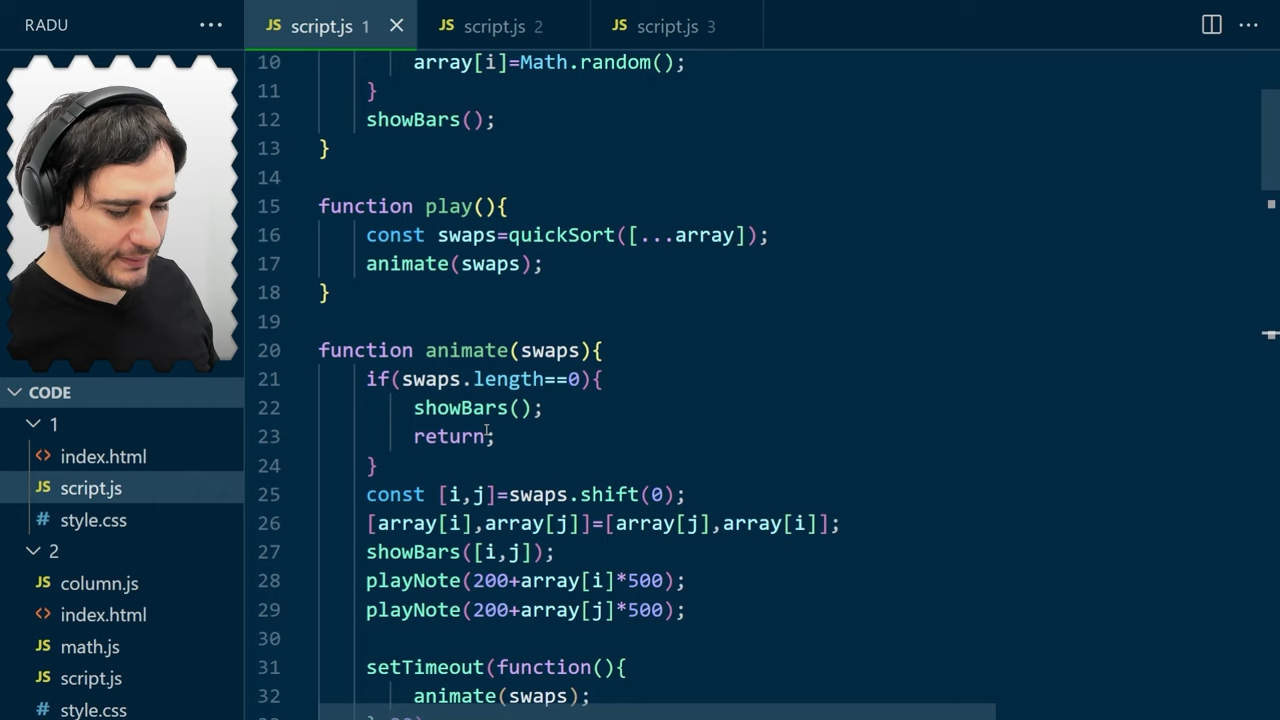 RADU ...
JS script.js 1
JS script.js 2
JS script.js 3
10 array[i]=Math.random();
11 }
12 showBars();
13 }
14
15 function play(){
16 const swaps=quickSort([...array]);
17 animate(swaps);
18 }
19
20 function animate(swaps){
21 if(swaps.length==0){
22 showBars();
23 return;
24 }
25 const [i,j]=swaps.shift(0);
26 [array[i],array[j]]=[array[j],array[i]];
27 showBars([i,j]);
28 playNote(200+array[i]*500);
29 playNote(200+array[j]*500);
30
31 setTimeout(function(){
32 animate(swaps);
CODE
1
<> index.html
JS script.js
# style.css
2
JS column.js
<> index.html
JS math.js
JS script.js
# style.css